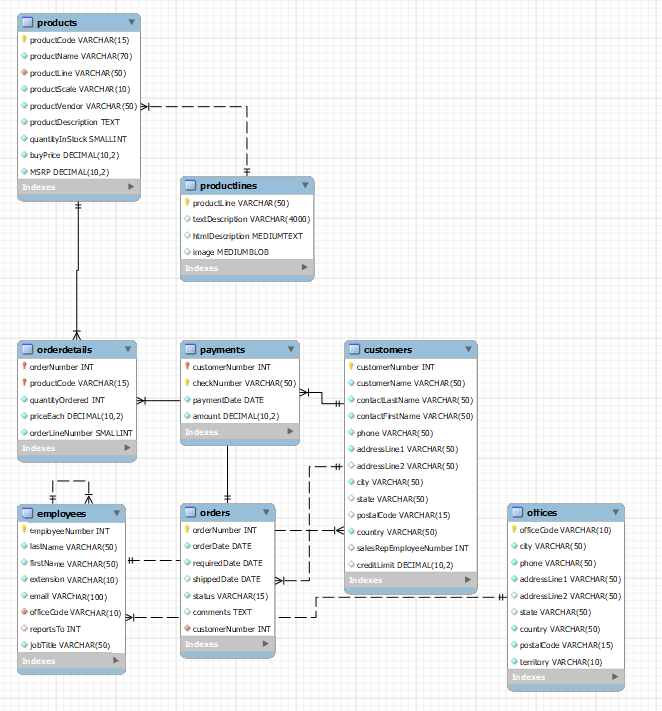 products
productCode VARCHAR(15)
productName VARCHAR(70)
productLine VARCHAR(50)
productScale VARCHAR(10)
productVendor VARCHAR(50)
productDescription TEXT
quantityInStock SMALLINT
buyPrice DECIMAL(10,2)
MSRP DECIMAL(10,2)
Indexes
productlines
productLine VARCHAR(50)
textDescription VARCHAR(4000)
htmlDescription MEDIUMTEXT
image MEDIUMBLOB
Indexes
orderdetails
orderNumber INT
productCode VARCHAR(15)
quantityOrdered INT
priceEach DECIMAL(10,2)
orderLineNumber SMALLINT
Indexes
payments
customerNumber INT
checkNumber VARCHAR(50)
paymentDate DATE
amount DECIMAL(10,2)
Indexes
customers
customerNumber INT
customerName VARCHAR(50)
contactLastName VARCHAR(50)
contactFirstName VARCHAR(50)
phone VARCHAR(50)
addressLine1 VARCHAR(50)
addressLine2 VARCHAR(50)
city VARCHAR(50)
state VARCHAR(50)
postalCode VARCHAR(15)
country VARCHAR(50)
salesRepEmployeeNumber INT
creditLimit DECIMAL(10,2)
Indexes
employees
employeeNumber INT
lastName VARCHAR(50)
firstName VARCHAR(50)
extension VARCHAR(10)
email VARCHAR(100)
officeCode VARCHAR(10)
reportsTo INT
jobTitle VARCHAR(50)
Indexes
orders
orderNumber INT
orderDate DATE
requiredDate DATE
shippedDate DATE
status VARCHAR(15)
comments TEXT
customerNumber INT
Indexes
offices
officeCode VARCHAR(10)
city VARCHAR(50)
phone VARCHAR(50)
addressLine1 VARCHAR(50)
addressLine2 VARCHAR(50)
state VARCHAR(50)
country VARCHAR(50)
postalCode VARCHAR(15)
territory VARCHAR(10)
Indexes